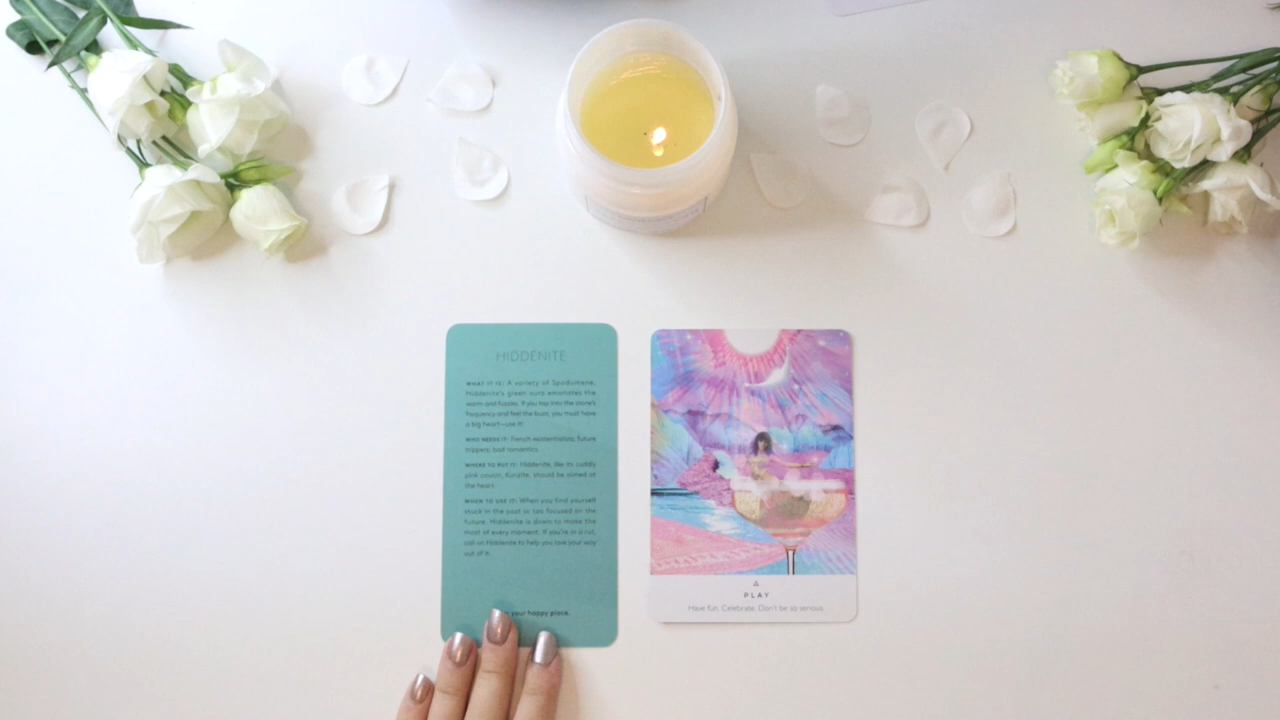 HIDDENITE
WHAT IT IS: A variety of Spodumene,
Hiddenite's green aura emanates the
warm and fuzzies. If you tap into the stone's
frequency and feel the buzz, you must have
a big heart—use it!
WHO NEEDS IT: French existentialists; future
trippers; bad romantics.
WHERE TO PUT IT: Hiddenite, like its cuddly
pink cousin, Kunzite, should be aimed at
the heart.
WHEN TO USE IT: When you find yourself
stuck in the past or too focused on the
future. Hiddenite is down to make the
most of every moment. If you're in a rut,
call on Hiddenite to help you love your way
out of it.
your happy place.
PLAY
Have fun. Celebrate. Don't be so serious.